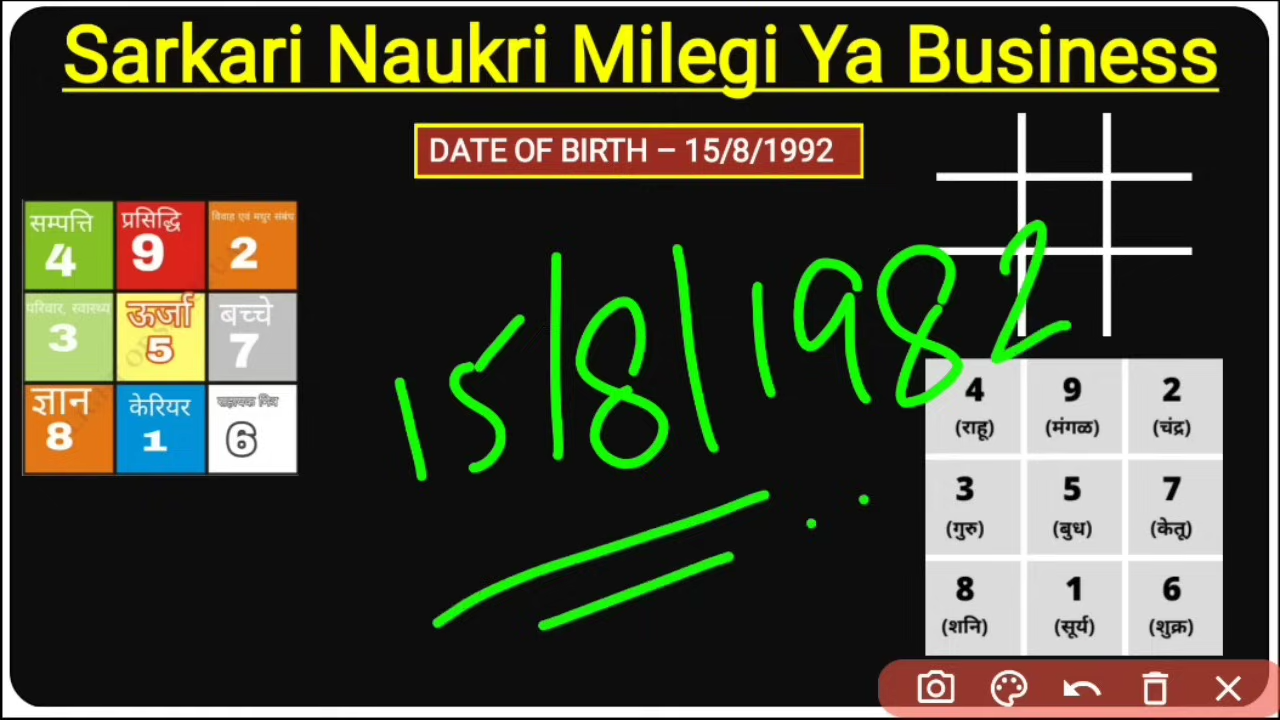 Sarkari Naukri Milegi Ya Business
DATE OF BIRTH – 15/8/1992
15/8/1982
सम्पत्ति प्रसिद्धि विवाह एवं मधुर संबंध
4 9 2
परिवार, स्वास्थ्य ऊर्जा बच्चे
3 5 7
ज्ञान केरियर सहायक मित्र
8 1 6
4 9 2
(राहू) (मंगळ) (चंद्र)
3 5 7
(गुरु) (बुध) (केतू)
8 1 6
(शनि) (सूर्य) (शुक्र)